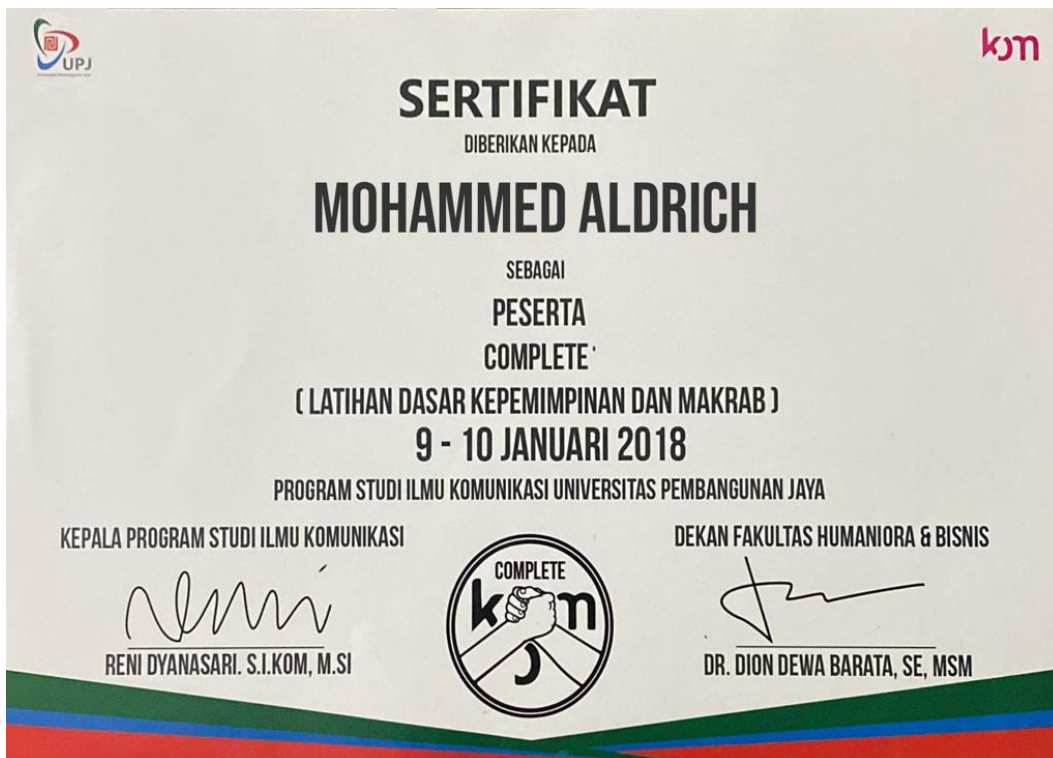 UPJ
kom
SERTIFIKAT
DIBERIKAN KEPADA
MOHAMMED ALDRICH
SEBAGAI
PESERTA
COMPLETE
( LATIHAN DASAR KEPEMIMPINAN DAN MAKRAB )
9 - 10 JANUARI 2018
PROGRAM STUDI ILMU KOMUNIKASI UNIVERSITAS PEMBANGUNAN JAYA
KEPALA PROGRAM STUDI ILMU KOMUNIKASI
RENI DYANASARI. S.I.KOM, M.SI
COMPLETE
kom
DEKAN FAKULTAS HUMANIORA & BISNIS
DR. DION DEWA BARATA, SE, MSM